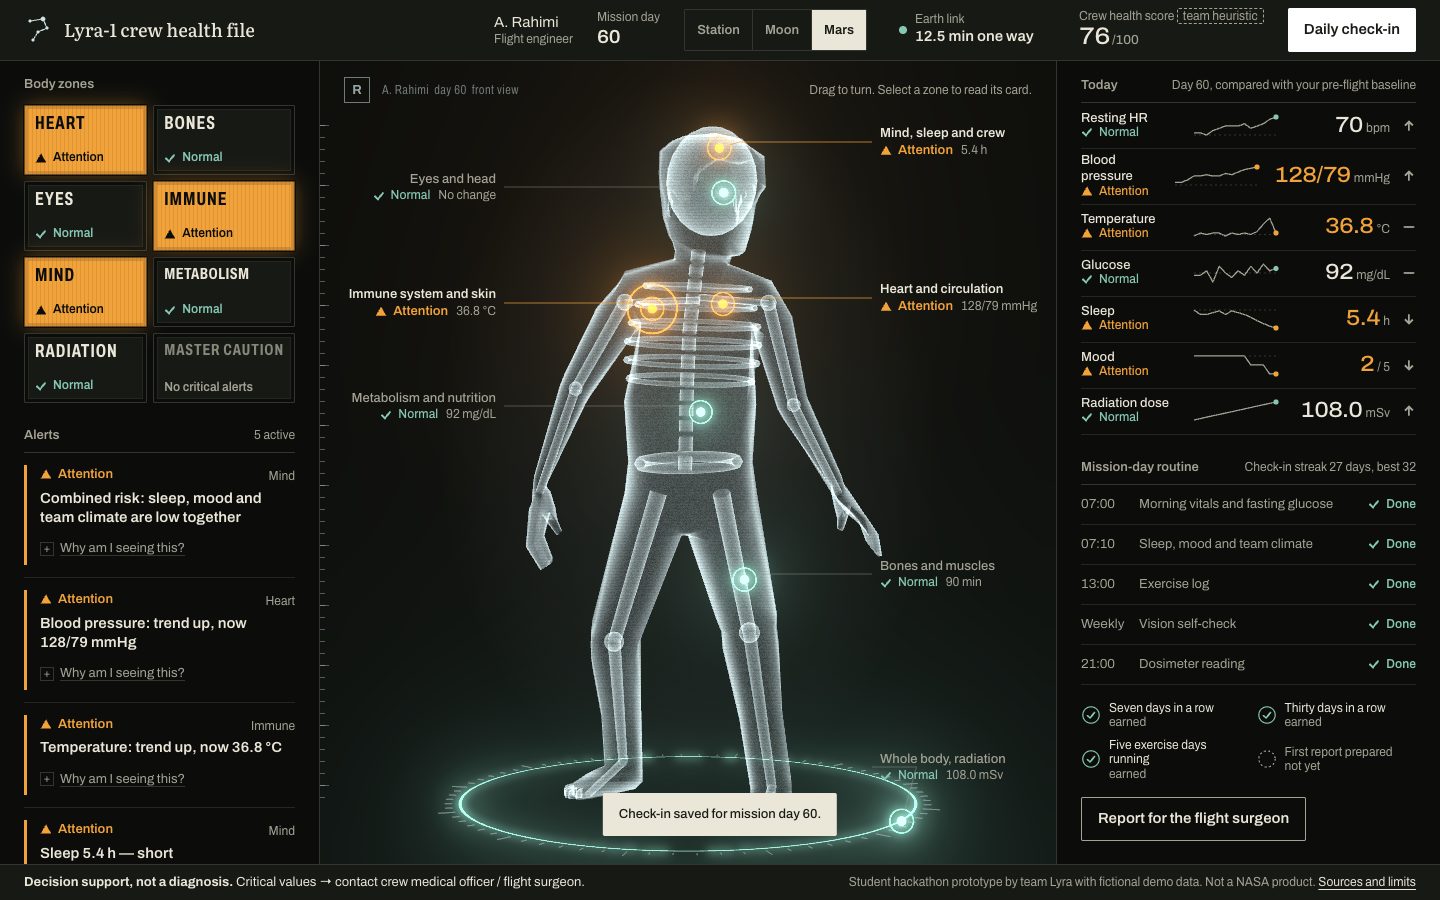 Lyra-1 crew health file
A. Rahimi
Flight engineer
Mission day
60
Station
Moon
Mars
Earth link
12.5 min one way
Crew health score team heuristic
76/100
Daily check-in
Body zones
HEART
Attention
BONES
Normal
EYES
Normal
IMMUNE
Attention
MIND
Attention
METABOLISM
Normal
RADIATION
Normal
MASTER CAUTION
No critical alerts
Alerts
5 active
Attention
Mind
Combined risk: sleep, mood and
team climate are low together
+ Why am I seeing this?
Attention
Heart
Blood pressure: trend up, now
128/79 mmHg
+ Why am I seeing this?
Attention
Immune
Temperature: trend up, now 36.8 °C
+ Why am I seeing this?
Attention
Mind
Sleep 5.4 h — short
R
A. Rahimi day 60 front view
Drag to turn. Select a zone to read its card.
Mind, sleep and crew
Attention 5.4 h
Eyes and head
Normal No change
Immune system and skin
Attention 36.8 °C
Heart and circulation
Attention 128/79 mmHg
Metabolism and nutrition
Normal 92 mg/dL
Bones and muscles
Normal 90 min
Whole body, radiation
Normal 108.0 mSv
Check-in saved for mission day 60.
Today
Day 60, compared with your pre-flight baseline
Resting HR
Normal
70 bpm
Blood
pressure
Attention
128/79 mmHg
Temperature
Attention
36.8 °C
Glucose
Normal
92 mg/dL
Sleep
Attention
5.4 h
Mood
Attention
2 / 5
Radiation dose
Normal
108.0 mSv
Mission-day routine
Check-in streak 27 days, best 32
07:00 Morning vitals and fasting glucose Done
07:10 Sleep, mood and team climate Done
13:00 Exercise log Done
Weekly Vision self-check Done
21:00 Dosimeter reading Done
Seven days in a row
earned
Thirty days in a row
earned
Five exercise days
running
earned
First report prepared
not yet
Report for the flight surgeon
Decision support, not a diagnosis. Critical values → contact crew medical officer / flight surgeon.
Student hackathon prototype by team Lyra with fictional demo data. Not a NASA product. Sources and limits